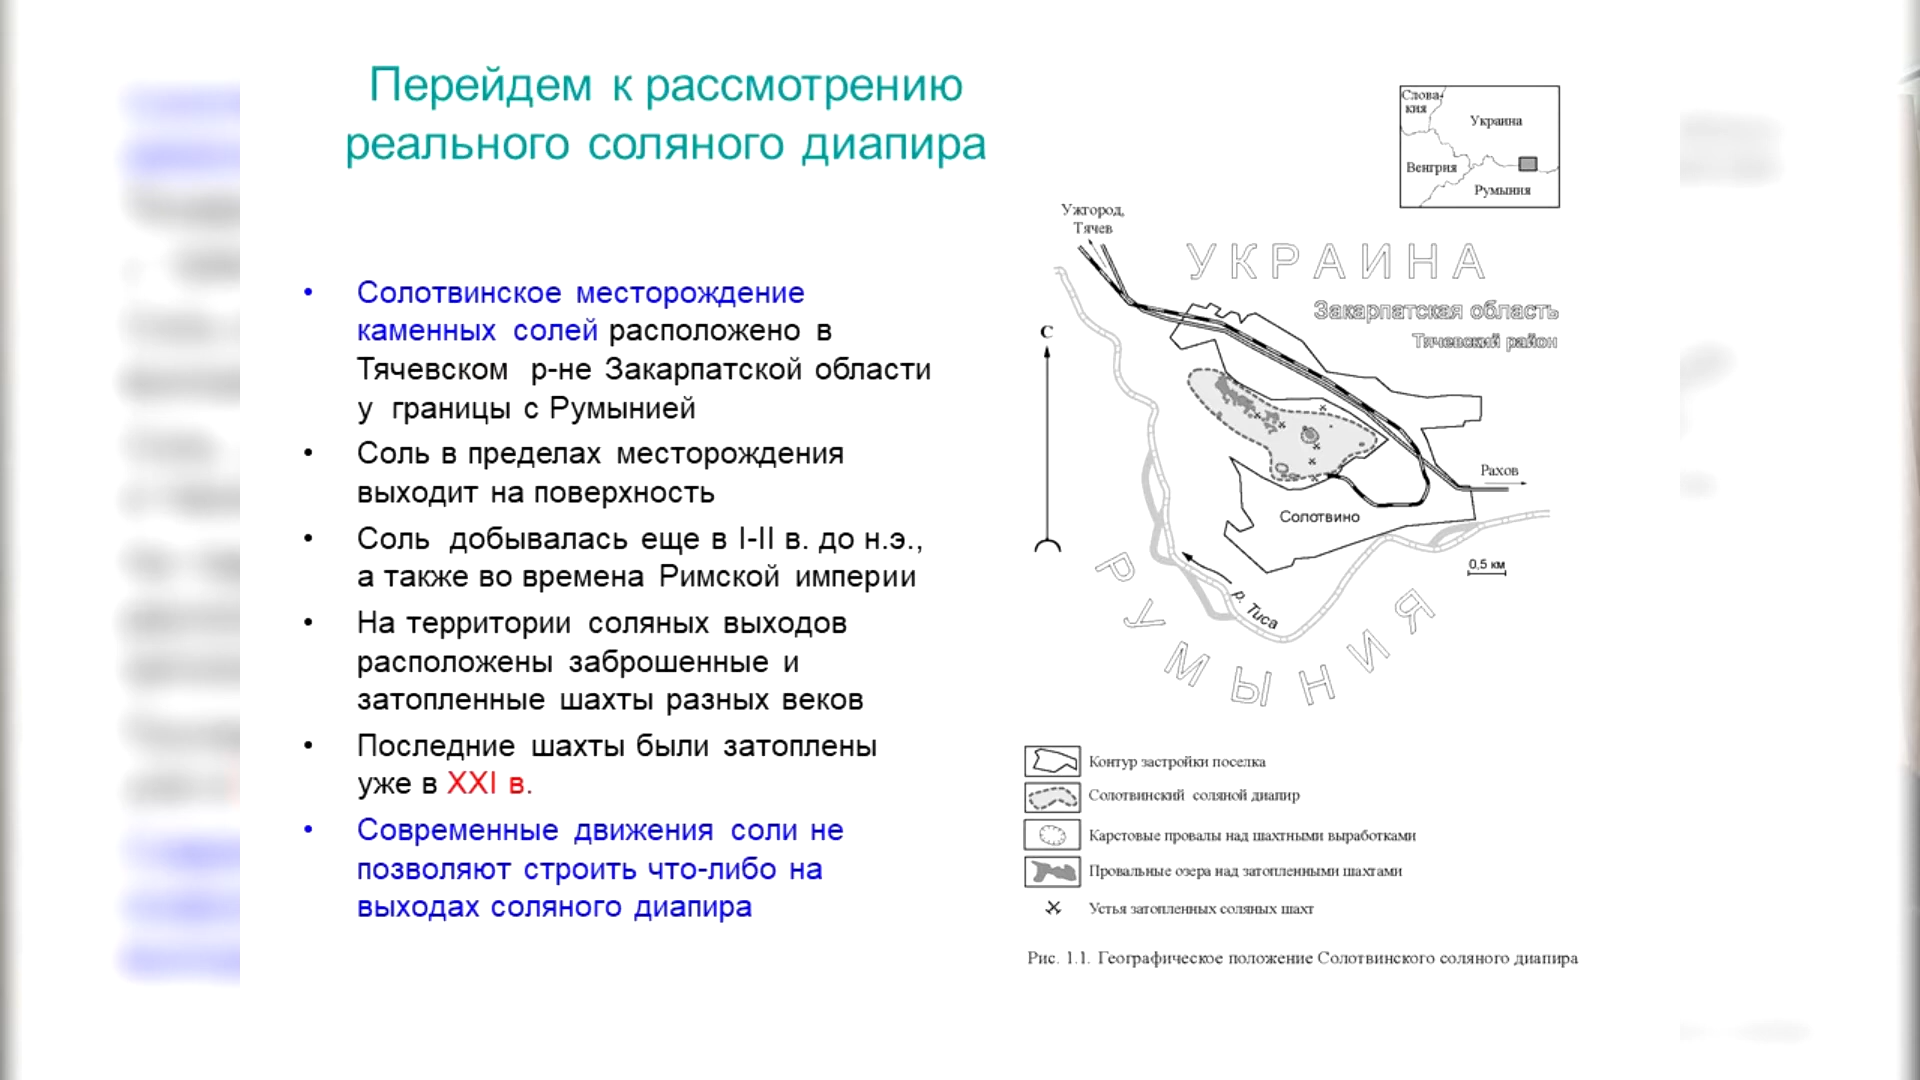 Перейдем к рассмотрению
реального соляного диапира
• Солотвинское месторождение
каменных солей расположено в
Тячевском р-не Закарпатской области
у границы с Румынией
• Соль в пределах месторождения
выходит на поверхность
• Соль добывалась еще в I-II в. до н.э.,
а также во времена Римской империи
• На территории соляных выходов
расположены заброшенные и
затопленные шахты разных веков
• Последние шахты были затоплены
уже в XXI в.
• Современные движения соли не
позволяют строить что-либо на
выходах соляного диапира
Слова-
кия
Украина
Венгрия
Румыния
Ужгород,
Тячев
УКРАИНА
Закарпатская область
Тячевский район
С
Рахов
Солотвино
0,5 км
р. Тиса
РУМЫНИЯ
Контур застройки поселка
Солотвинский соляной диапир
Карстовые провалы над шахтными выработками
Провальные озера над затопленными шахтами
Устья затопленных соляных шахт
Рис. 1.1. Географическое положение Солотвинского соляного диапира